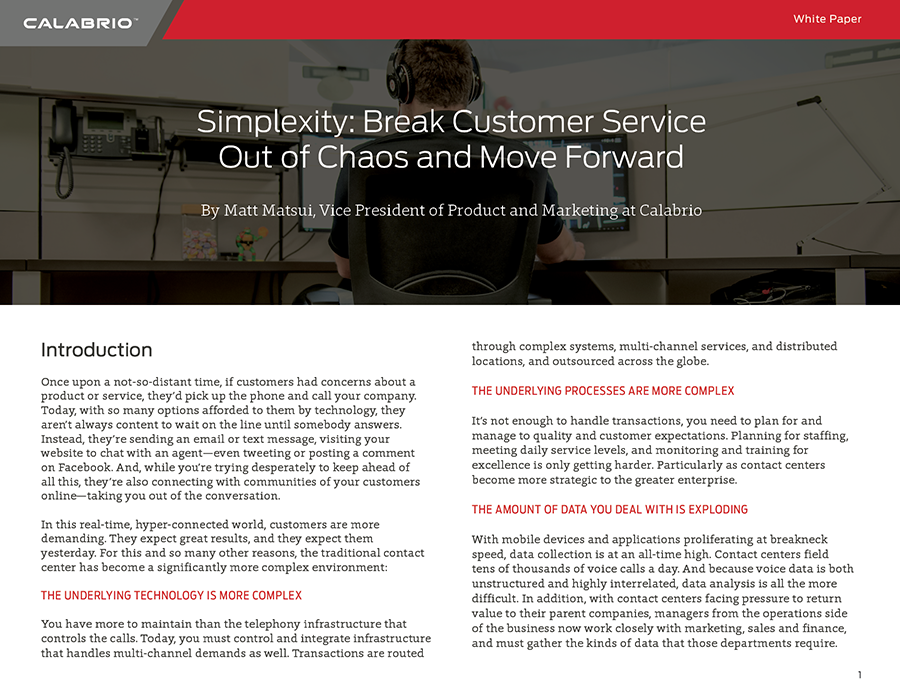 CALABRIO™
White Paper
Simplexity: Break Customer Service
Out of Chaos and Move Forward
By Matt Matsui, Vice President of Product and Marketing at Calabrio
Introduction
Once upon a not-so-distant time, if customers had concerns about a
product or service, they’d pick up the phone and call your company.
Today, with so many options afforded to them by technology, they
aren’t always content to wait on the line until somebody answers.
Instead, they’re sending an email or text message, visiting your
website to chat with an agent—even tweeting or posting a comment
on Facebook. And, while you’re trying desperately to keep ahead of
all this, they’re also connecting with communities of your customers
online—taking you out of the conversation.
In this real-time, hyper-connected world, customers are more
demanding. They expect great results, and they expect them
yesterday. For this and so many other reasons, the traditional contact
center has become a significantly more complex environment:
THE UNDERLYING TECHNOLOGY IS MORE COMPLEX
You have more to maintain than the telephony infrastructure that
controls the calls. Today, you must control and integrate infrastructure
that handles multi-channel demands as well. Transactions are routed
through complex systems, multi-channel services, and distributed
locations, and outsourced across the globe.
THE UNDERLYING PROCESSES ARE MORE COMPLEX
It’s not enough to handle transactions, you need to plan for and
manage to quality and customer expectations. Planning for staffing,
meeting daily service levels, and monitoring and training for
excellence is only getting harder. Particularly as contact centers
become more strategic to the greater enterprise.
THE AMOUNT OF DATA YOU DEAL WITH IS EXPLODING
With mobile devices and applications proliferating at breakneck
speed, data collection is at an all-time high. Contact centers field
tens of thousands of voice calls a day. And because voice data is both
unstructured and highly interrelated, data analysis is all the more
difficult. In addition, with contact centers facing pressure to return
value to their parent companies, managers from the operations side
of the business now work closely with marketing, sales and finance,
and must gather the kinds of data that those departments require.
1